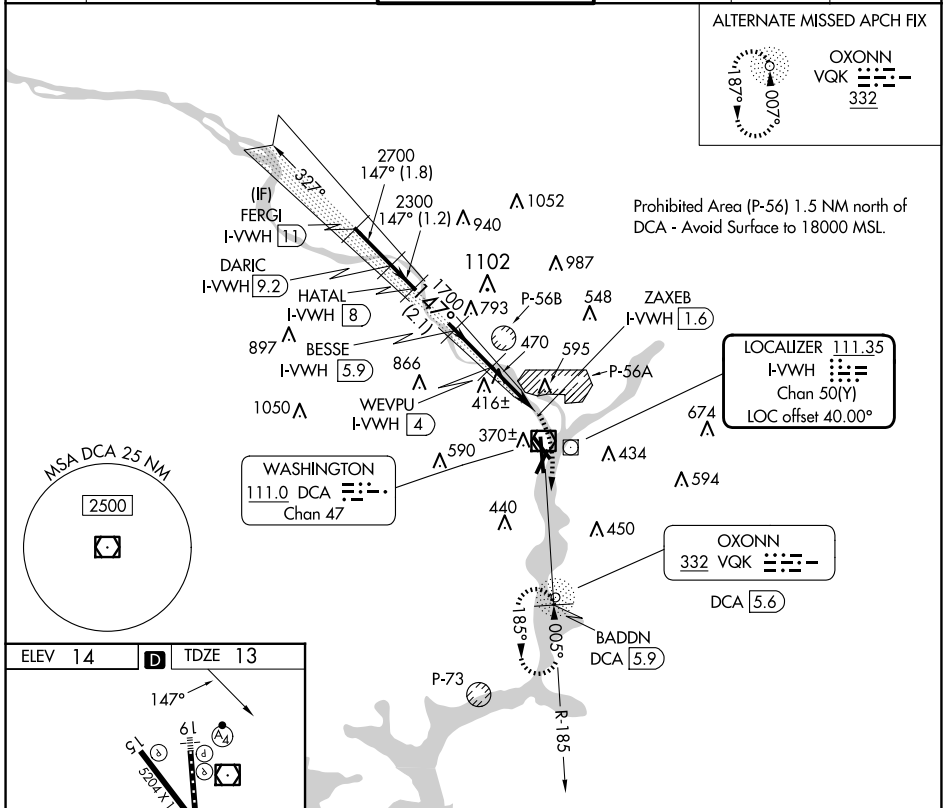 ALTERNATE MISSED APCH FIX
OXONN
VQK
332
187°
007°
Prohibited Area (P-56) 1.5 NM north of
DCA - Avoid Surface to 18000 MSL.
327°
2700
147° (1.8)
2300
147° (1.2)
(IF)
FERGI
I-VWH 11
DARIC
I-VWH 9.2
HATAL
I-VWH 8
BESSE
I-VWH 5.9
WEVPU
I-VWH 4
147°
1700
(2.1)
940
1052
1102
987
793
P-56B
548
ZAXEB
I-VWH 1.6
897
866
470
595
P-56A
416±
1050
LOCALIZER 111.35
I-VWH
Chan 50(Y)
LOC offset 40.00°
674
370±
590
434
594
WASHINGTON
111.0 DCA
Chan 47
MSA DCA 25 NM
2500
440
450
OXONN
332 VQK
DCA 5.6
185°
005°
BADDN
DCA 5.9
P-73
R-185
ELEV 14
D
TDZE 13
147°
19
A4
P
P
P
15
5204 X 1